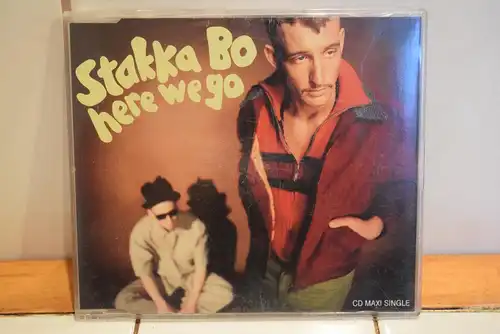 Stakka Bo
here we go
CD MAXI SINGLE